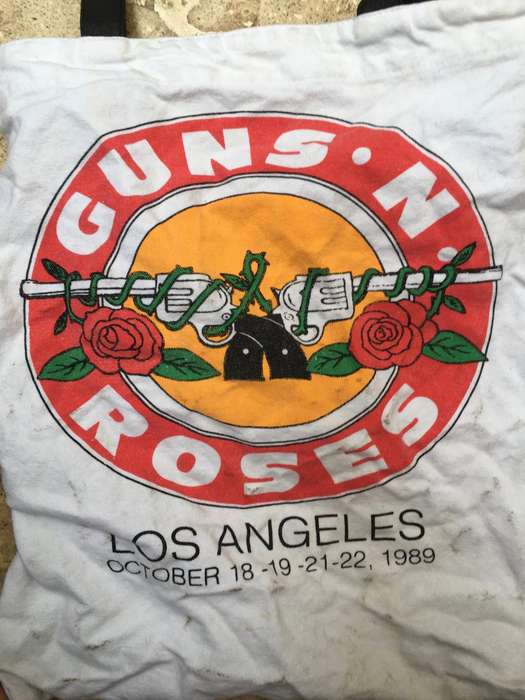 GUNS • N •
ROSES
LOS ANGELES
OCTOBER 18 -19 -21-22, 1989